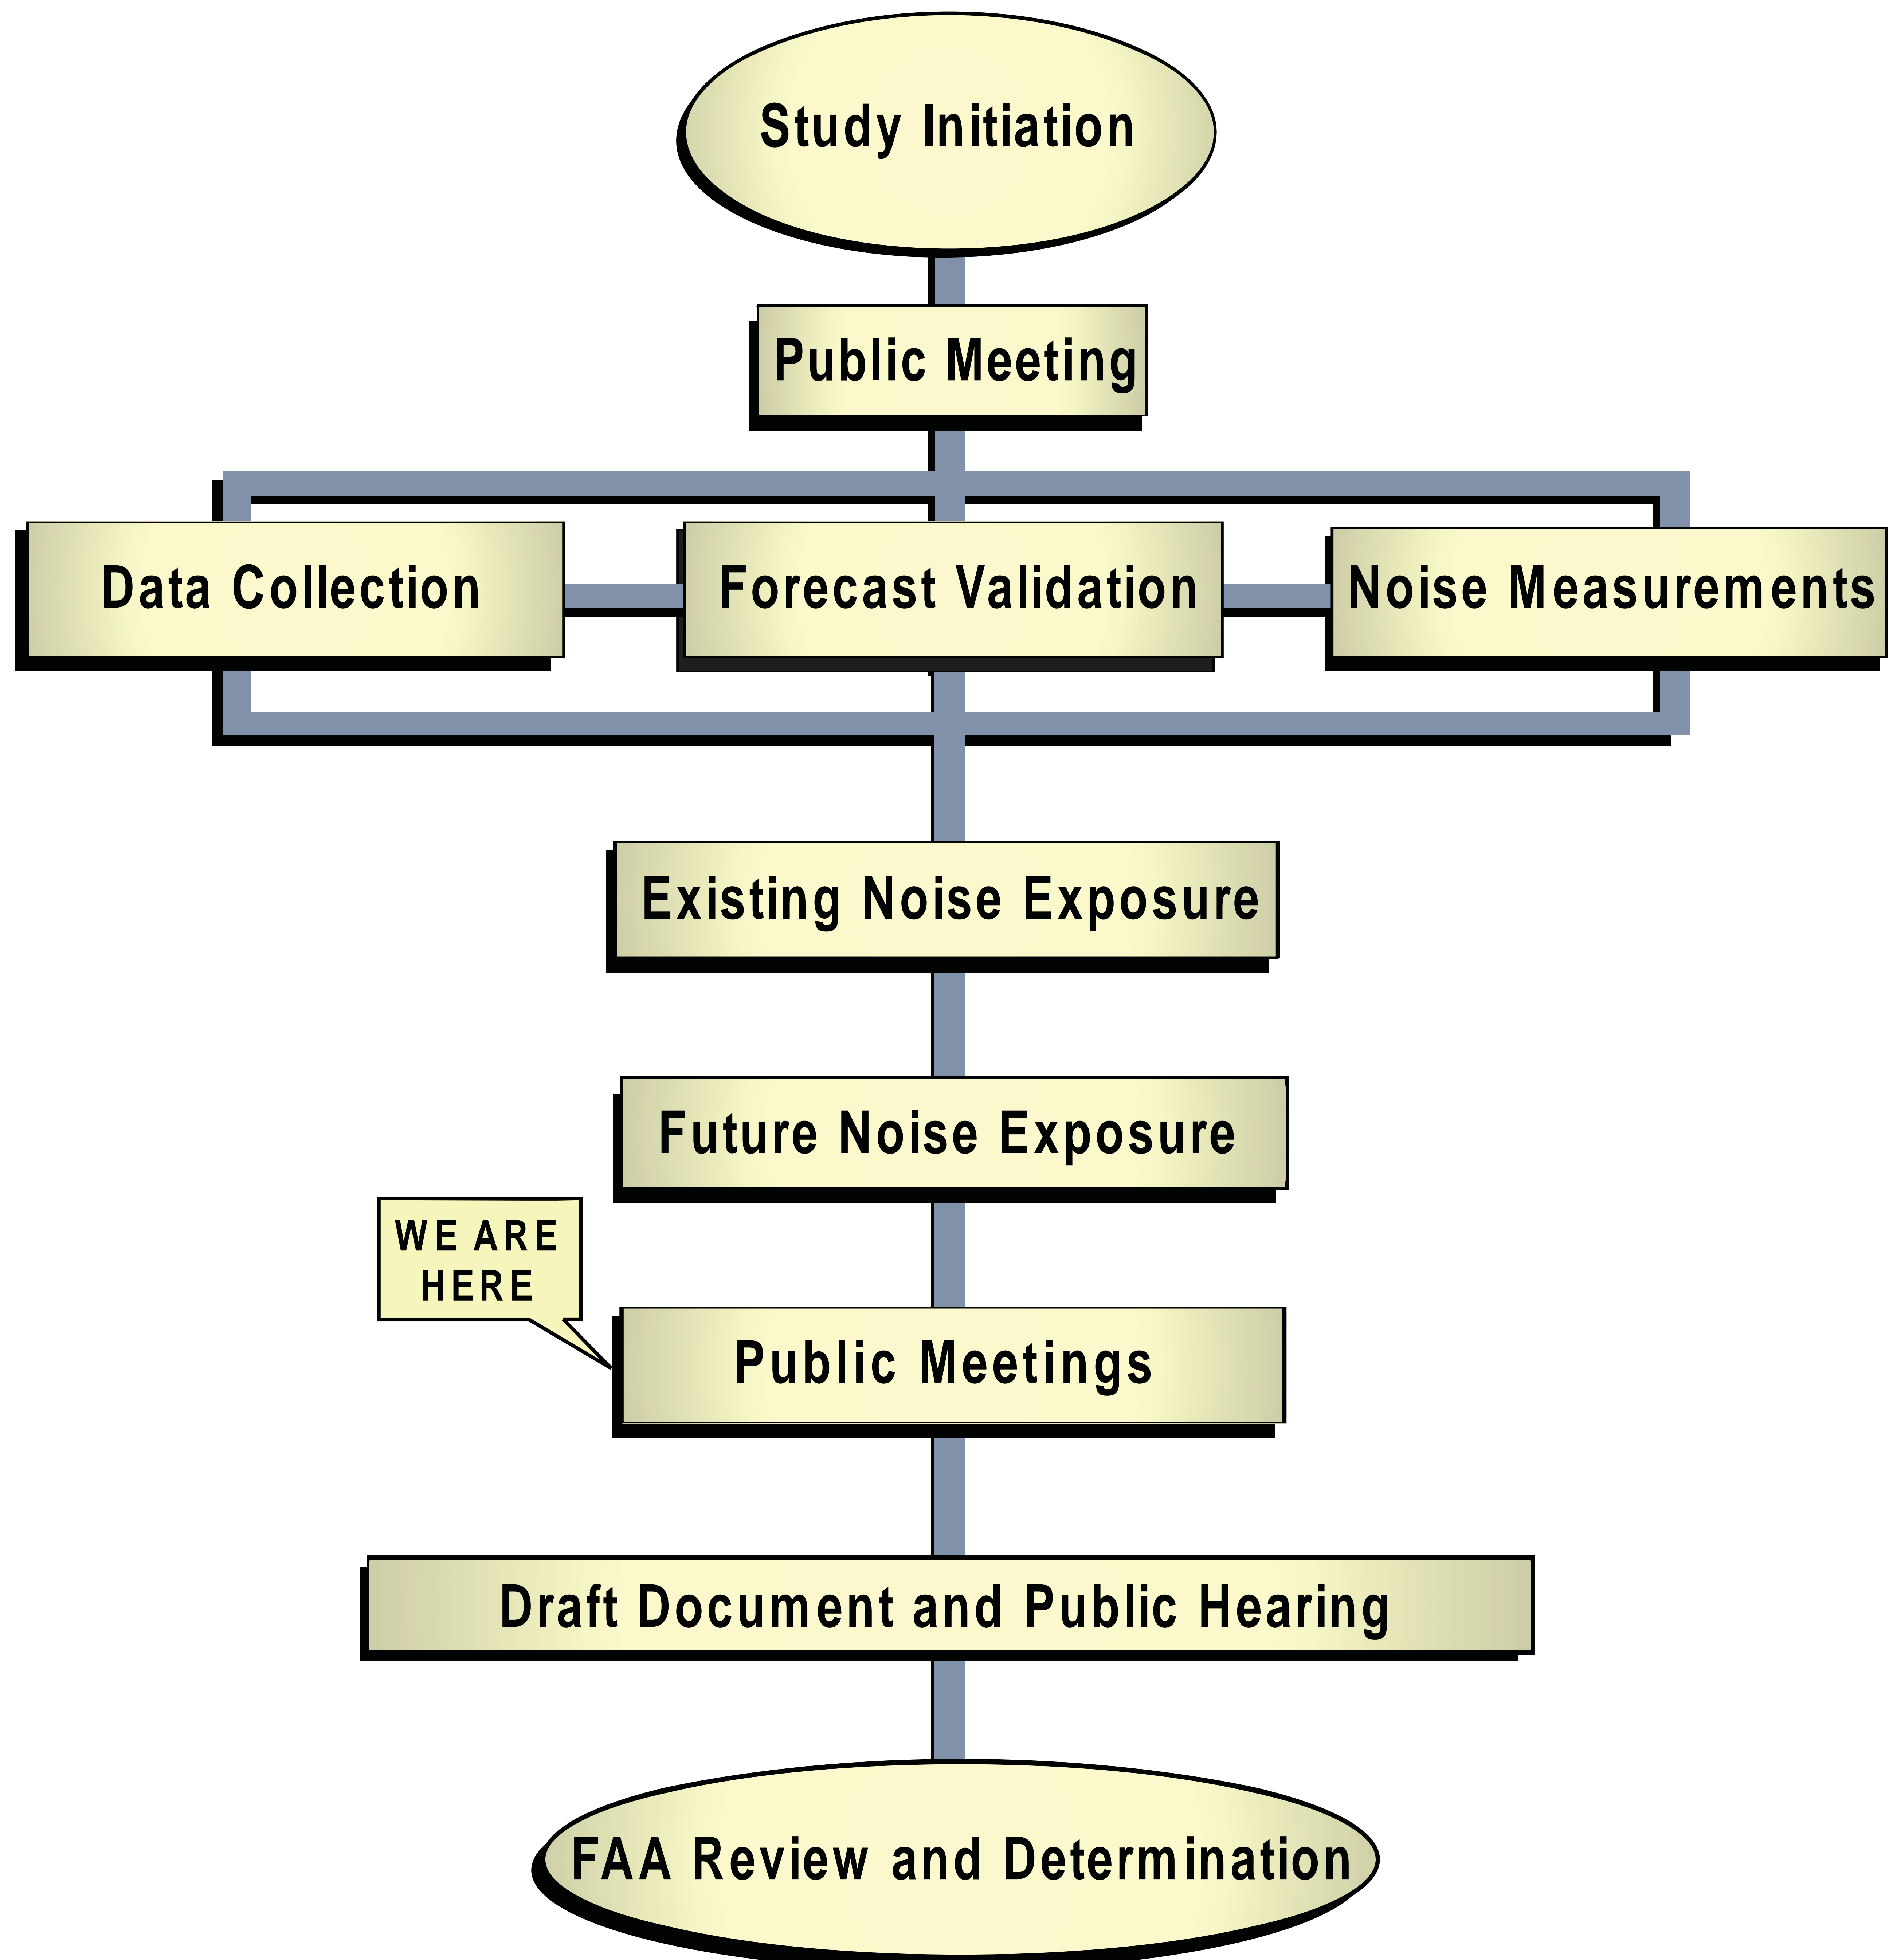 Study Initiation
Public Meeting
Data Collection
Forecast Validation
Noise Measurements
Existing Noise Exposure
Future Noise Exposure
WE ARE
HERE
Public Meetings
Draft Document and Public Hearing
FAA Review and Determination